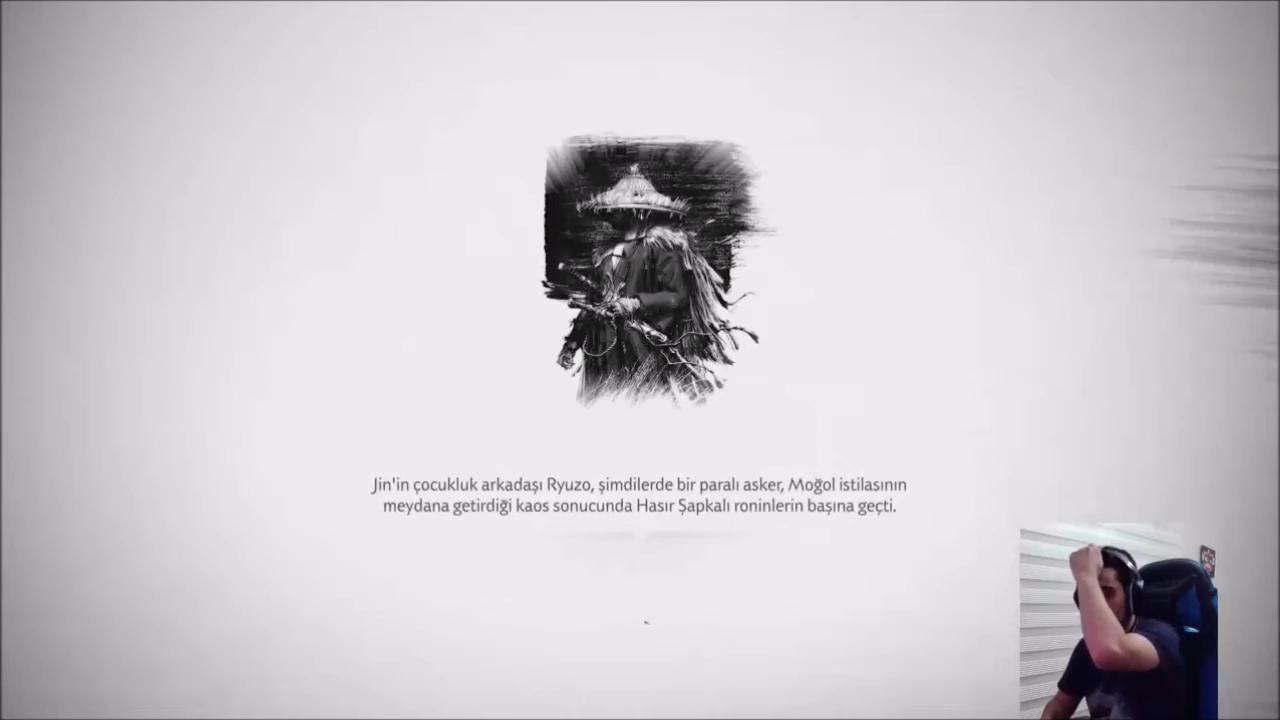 Jin'in çocukluk arkadaşı Ryuzo, şimdilerde bir paralı asker, Moğol istilasının
meydana getirdiği kaos sonucunda Hasır Şapkalı roninlerin başına geçti.